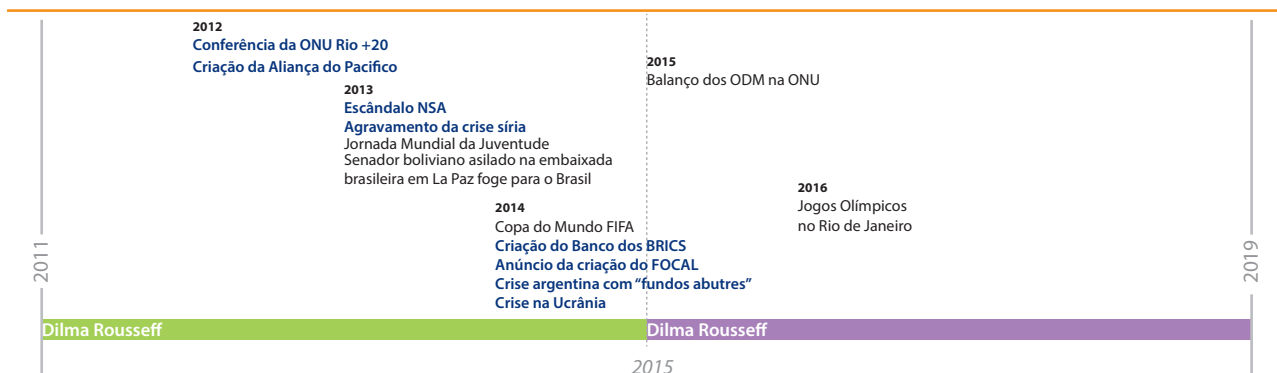 2012
Conferência da ONU Rio +20
Criação da Aliança do Pacifico
2013
Escândalo NSA
Agravamento da crise síria
Jornada Mundial da Juventude
Senador boliviano asilado na embaixada
brasileira em La Paz foge para o Brasil
2014
Copa do Mundo FIFA
Criação do Banco dos BRICS
Anúncio da criação do FOCAL
Crise argentina com “fundos abutres”
Crise na Ucrânia
2015
Balanço dos ODM na ONU
2016
Jogos Olímpicos
no Rio de Janeiro
2011
2019
Dilma Rousseff
Dilma Rousseff
2015